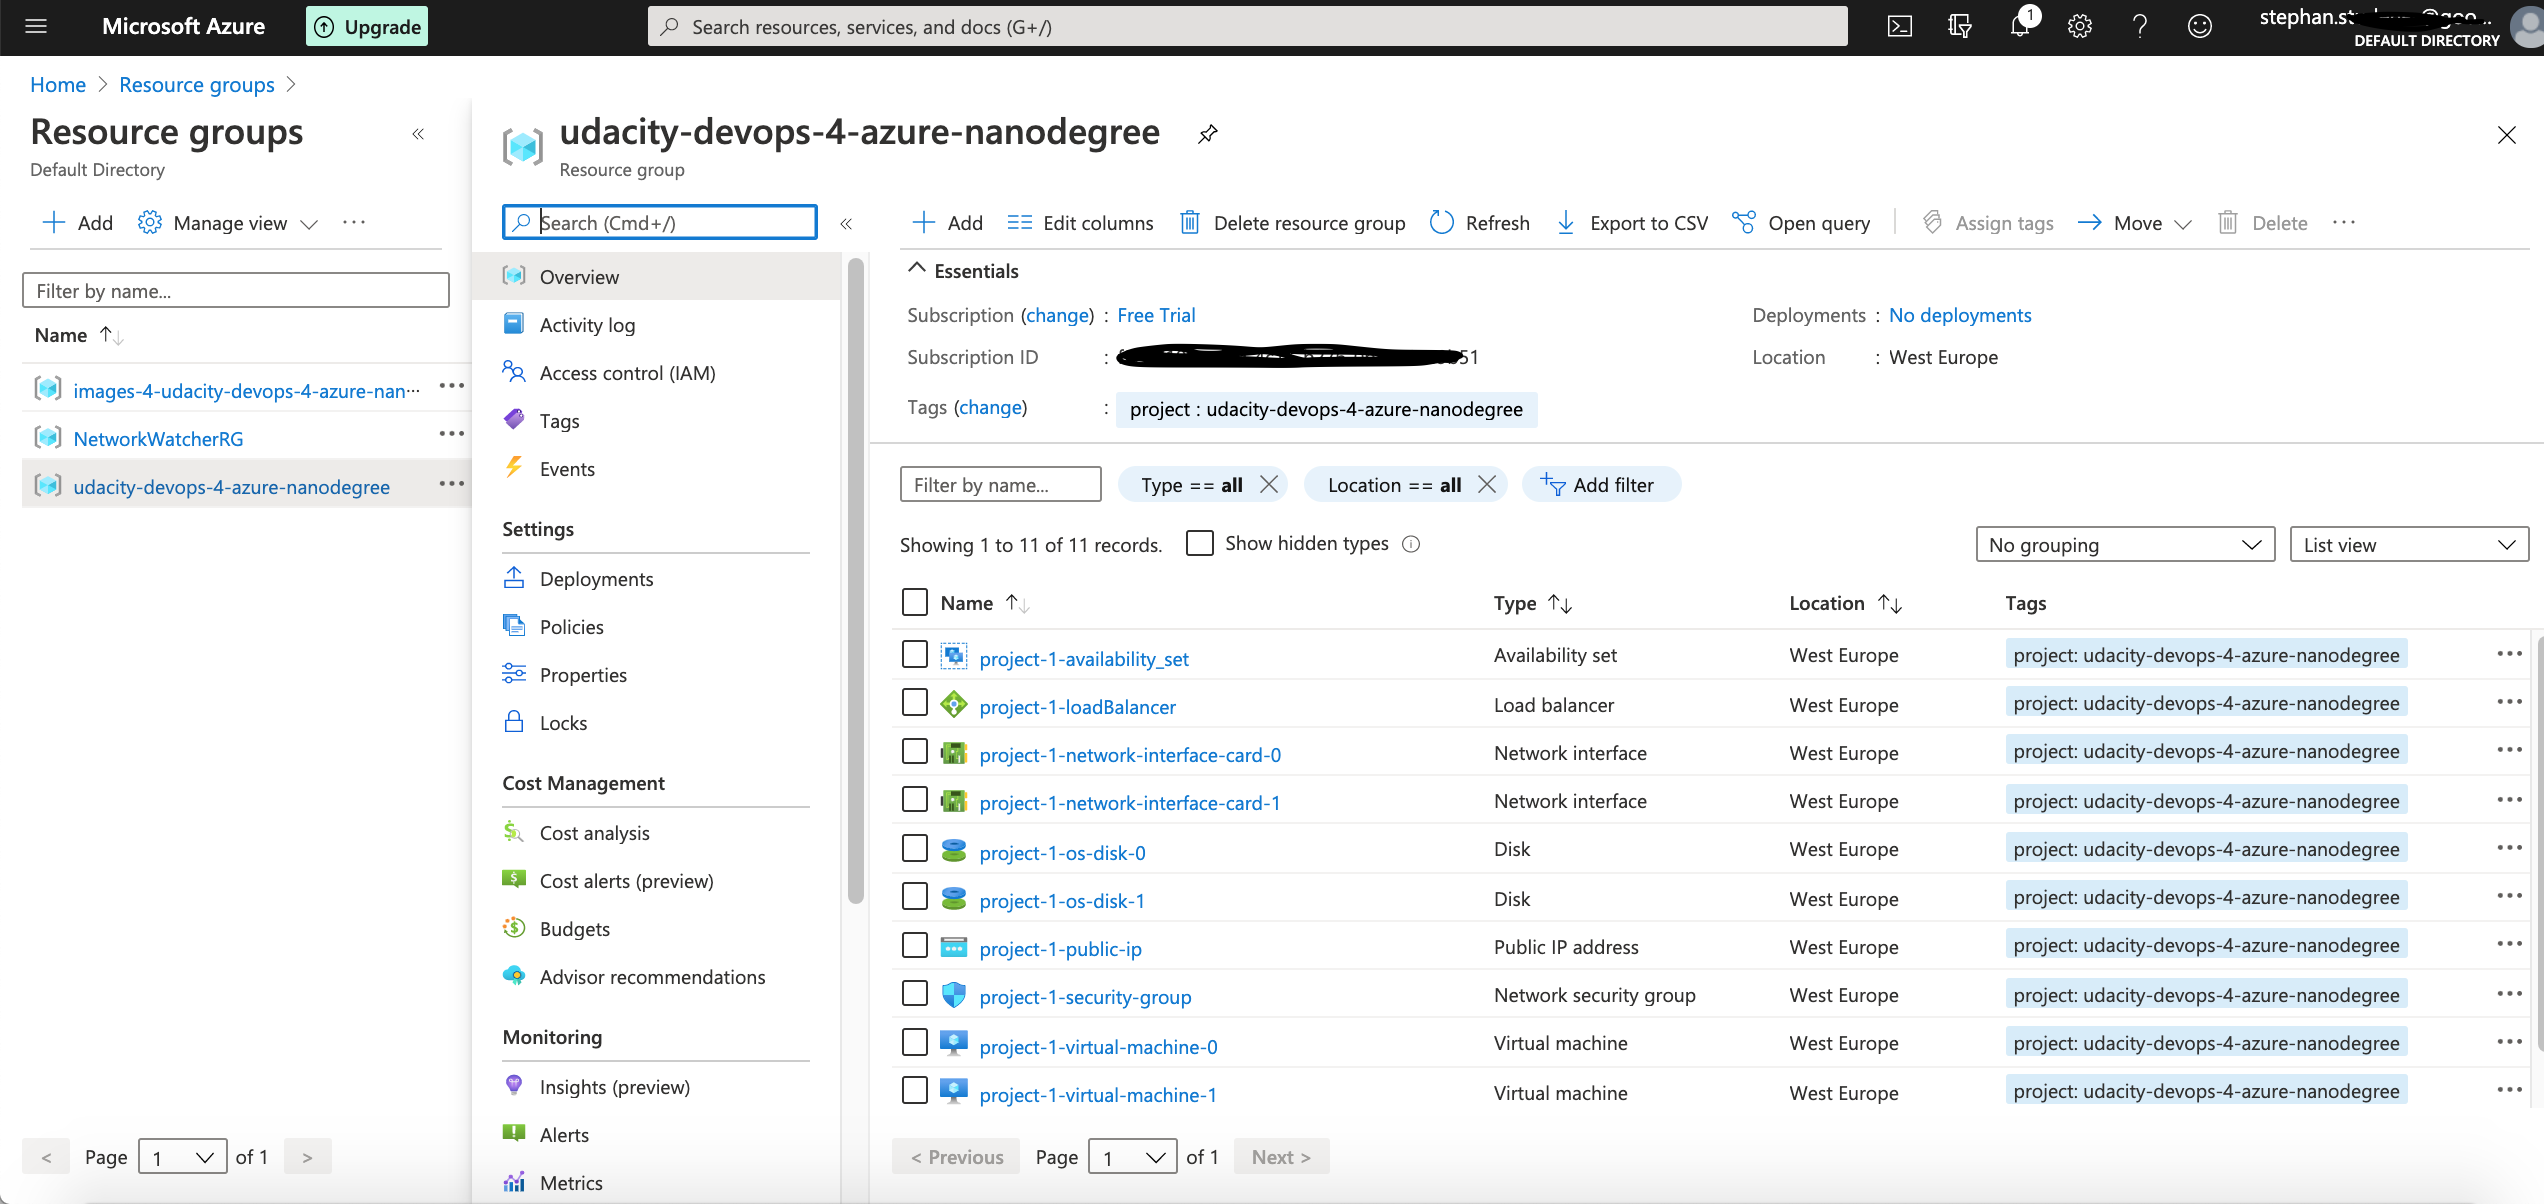 Microsoft Azure
Upgrade
Search resources, services, and docs (G+/)
1
DEFAULT DIRECTORY
Home > Resource groups >
Resource groups
Default Directory
Add
Manage view
Filter by name...
Name
images-4-udacity-devops-4-azure-nan···
NetworkWatcherRG
udacity-devops-4-azure-nanodegree
< Page 1 of 1 >
udacity-devops-4-azure-nanodegree
Resource group
Search (Cmd+/)
Overview
Activity log
Access control (IAM)
Tags
Events
Settings
Deployments
Policies
Properties
Locks
Cost Management
Cost analysis
Cost alerts (preview)
Budgets
Advisor recommendations
Monitoring
Insights (preview)
Alerts
Metrics
Add Edit columns Delete resource group Refresh Export to CSV Open query Assign tags Move Delete
Essentials
Subscription (change) : Free Trial
Deployments : No deployments
Subscription ID :
Location : West Europe
Tags (change) : project : udacity-devops-4-azure-nanodegree
Filter by name... Type == all Location == all Add filter
Showing 1 to 11 of 11 records. Show hidden types
No grouping List view
Name Type Location Tags
project-1-availability_set Availability set West Europe project: udacity-devops-4-azure-nanodegree
project-1-loadBalancer Load balancer West Europe project: udacity-devops-4-azure-nanodegree
project-1-network-interface-card-0 Network interface West Europe project: udacity-devops-4-azure-nanodegree
project-1-network-interface-card-1 Network interface West Europe project: udacity-devops-4-azure-nanodegree
project-1-os-disk-0 Disk West Europe project: udacity-devops-4-azure-nanodegree
project-1-os-disk-1 Disk West Europe project: udacity-devops-4-azure-nanodegree
project-1-public-ip Public IP address West Europe project: udacity-devops-4-azure-nanodegree
project-1-security-group Network security group West Europe project: udacity-devops-4-azure-nanodegree
project-1-virtual-machine-0 Virtual machine West Europe project: udacity-devops-4-azure-nanodegree
project-1-virtual-machine-1 Virtual machine West Europe project: udacity-devops-4-azure-nanodegree
< Previous Page 1 of 1 Next >